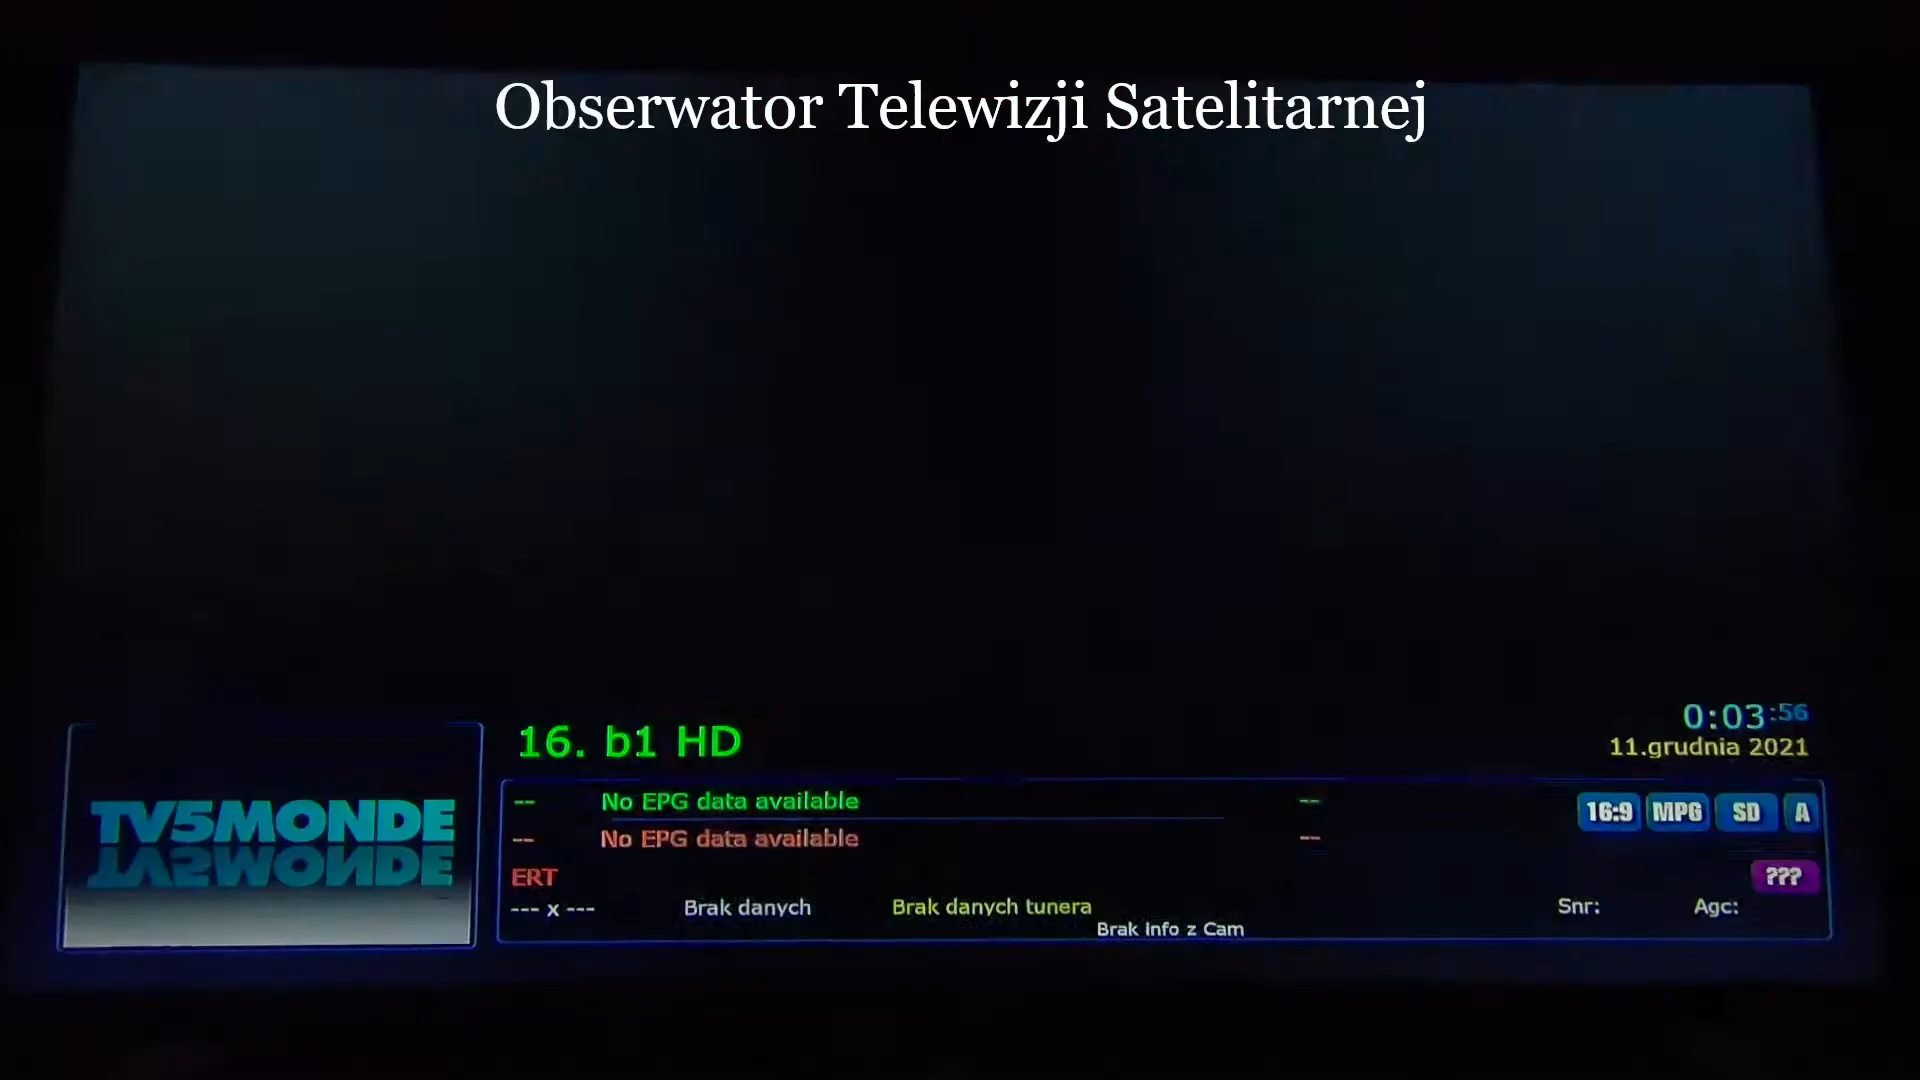 Obserwator Telewizji Satelitarnej
0:03:56
16. b1 HD
11.grudnia 2021
TV5MONDE
-- No EPG data available --
16:9 MPG SD A
-- No EPG data available --
ERT
???
--- x --- Brak danych Brak danych tunera Snr: Agc:
Brak info z Cam